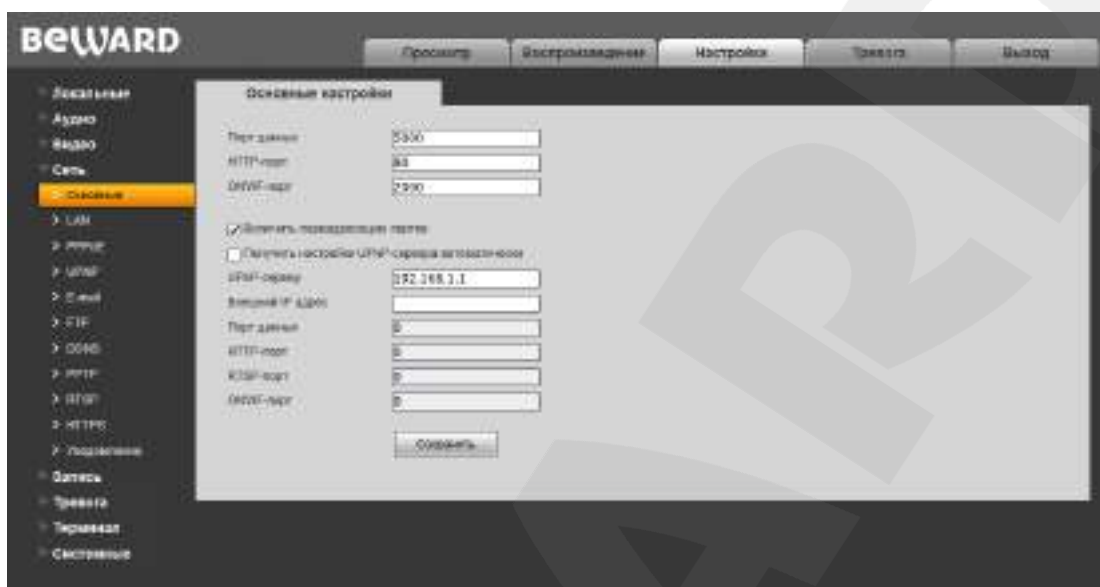 BEWARD
Просмотр Воспроизведение Настройки Тревога Выход
Локальные
Аудио
Видео
Сеть
Основные
LAN
PPPoE
UPNP
E-mail
FTP
DDNS
PPTP
RTSP
HTTPS
Уведомление
Запись
Тревога
Терминал
Системные
Основные настройки
Порт данных 5000
HTTP-порт 80
ONVIF-порт 2000
Включить переадресацию портов
Получить настройки UPNP-сервера автоматически
UPNP-сервер 192.168.1.1
Внешний IP адрес
Порт данных 0
HTTP-порт 0
RTSP-порт 0
ONVIF-порт 0
Сохранить